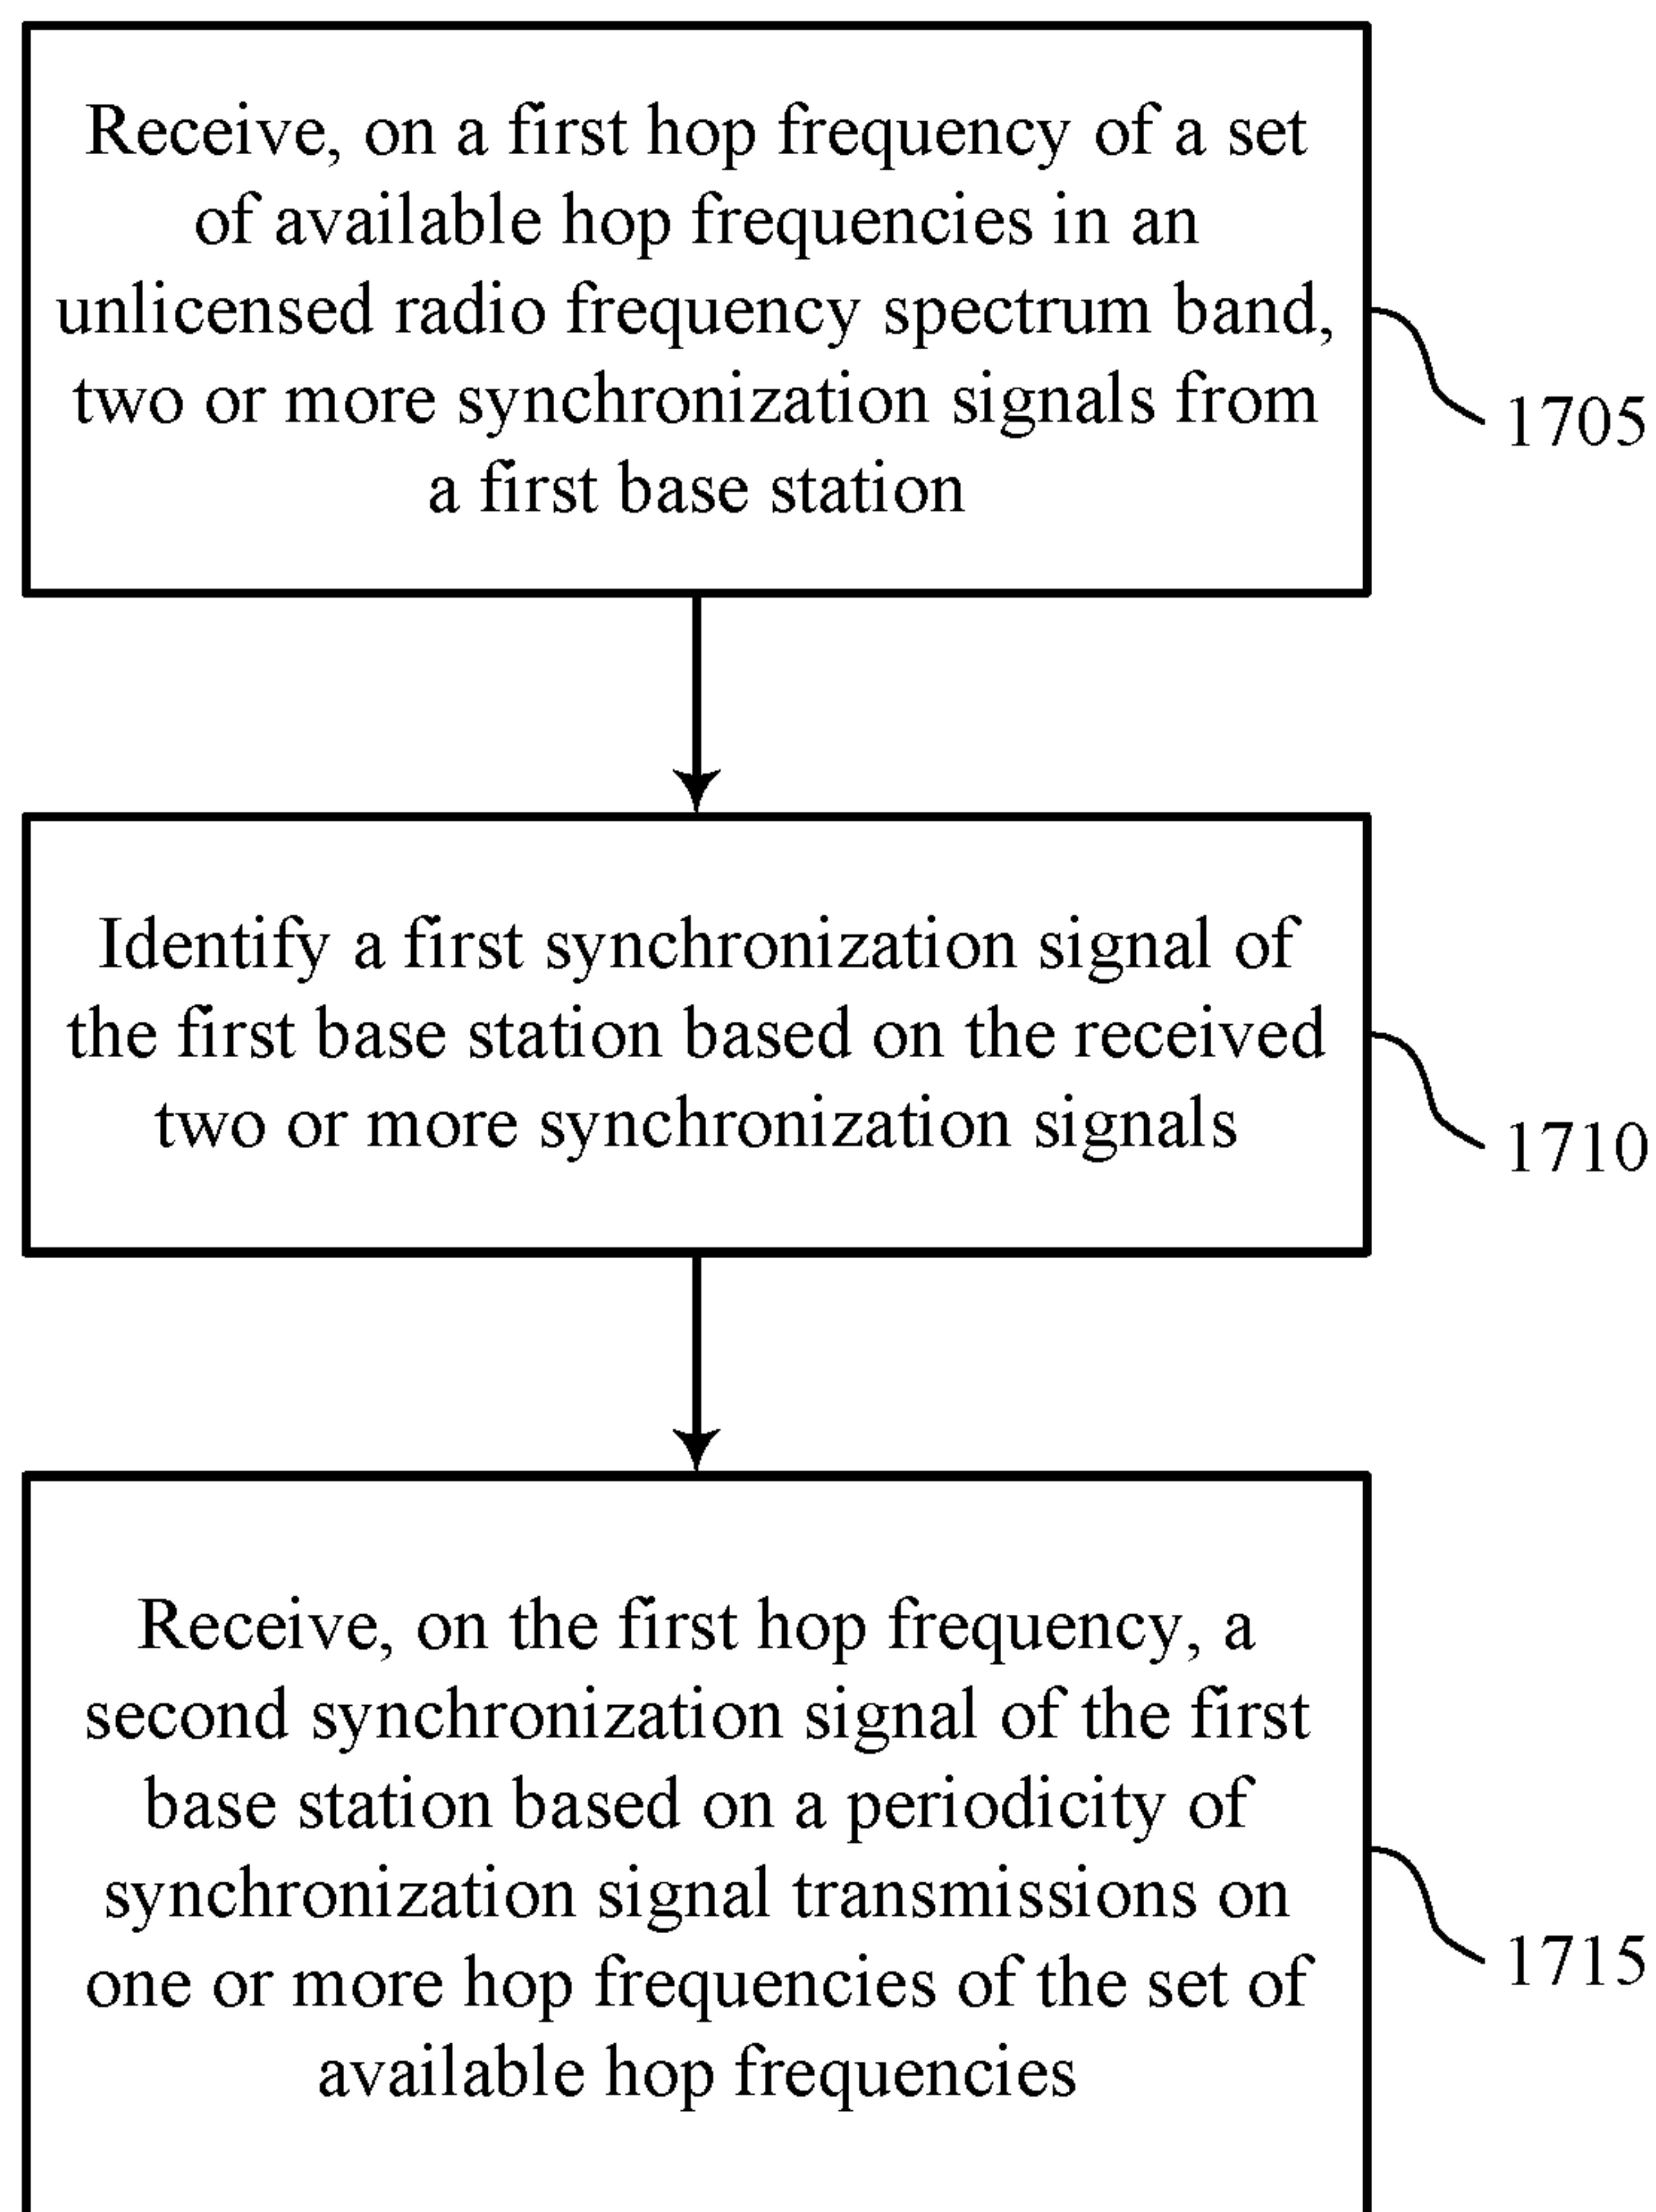 Receive, on a first hop frequency of a set
of available hop frequencies in an
unlicensed radio frequency spectrum band,
two or more synchronization signals from
a first base station
1705
Identify a first synchronization signal of
the first base station based on the received
two or more synchronization signals
1710
Receive, on the first hop frequency, a
second synchronization signal of the first
base station based on a periodicity of
synchronization signal transmissions on
one or more hop frequencies of the set of
available hop frequencies
1715